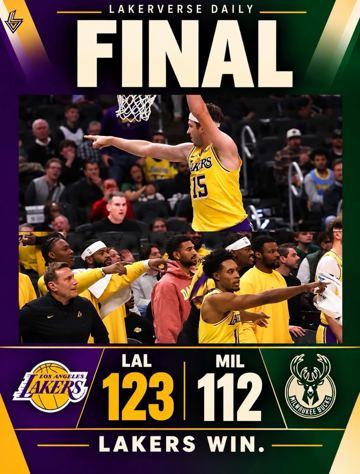 LAKERVERSE DAILY
FINAL
LAKERS
15
LAL
123
MIL
112
LOS ANGELES
LAKERS
MILWAUKEE BUCKS
LAKERS WIN.